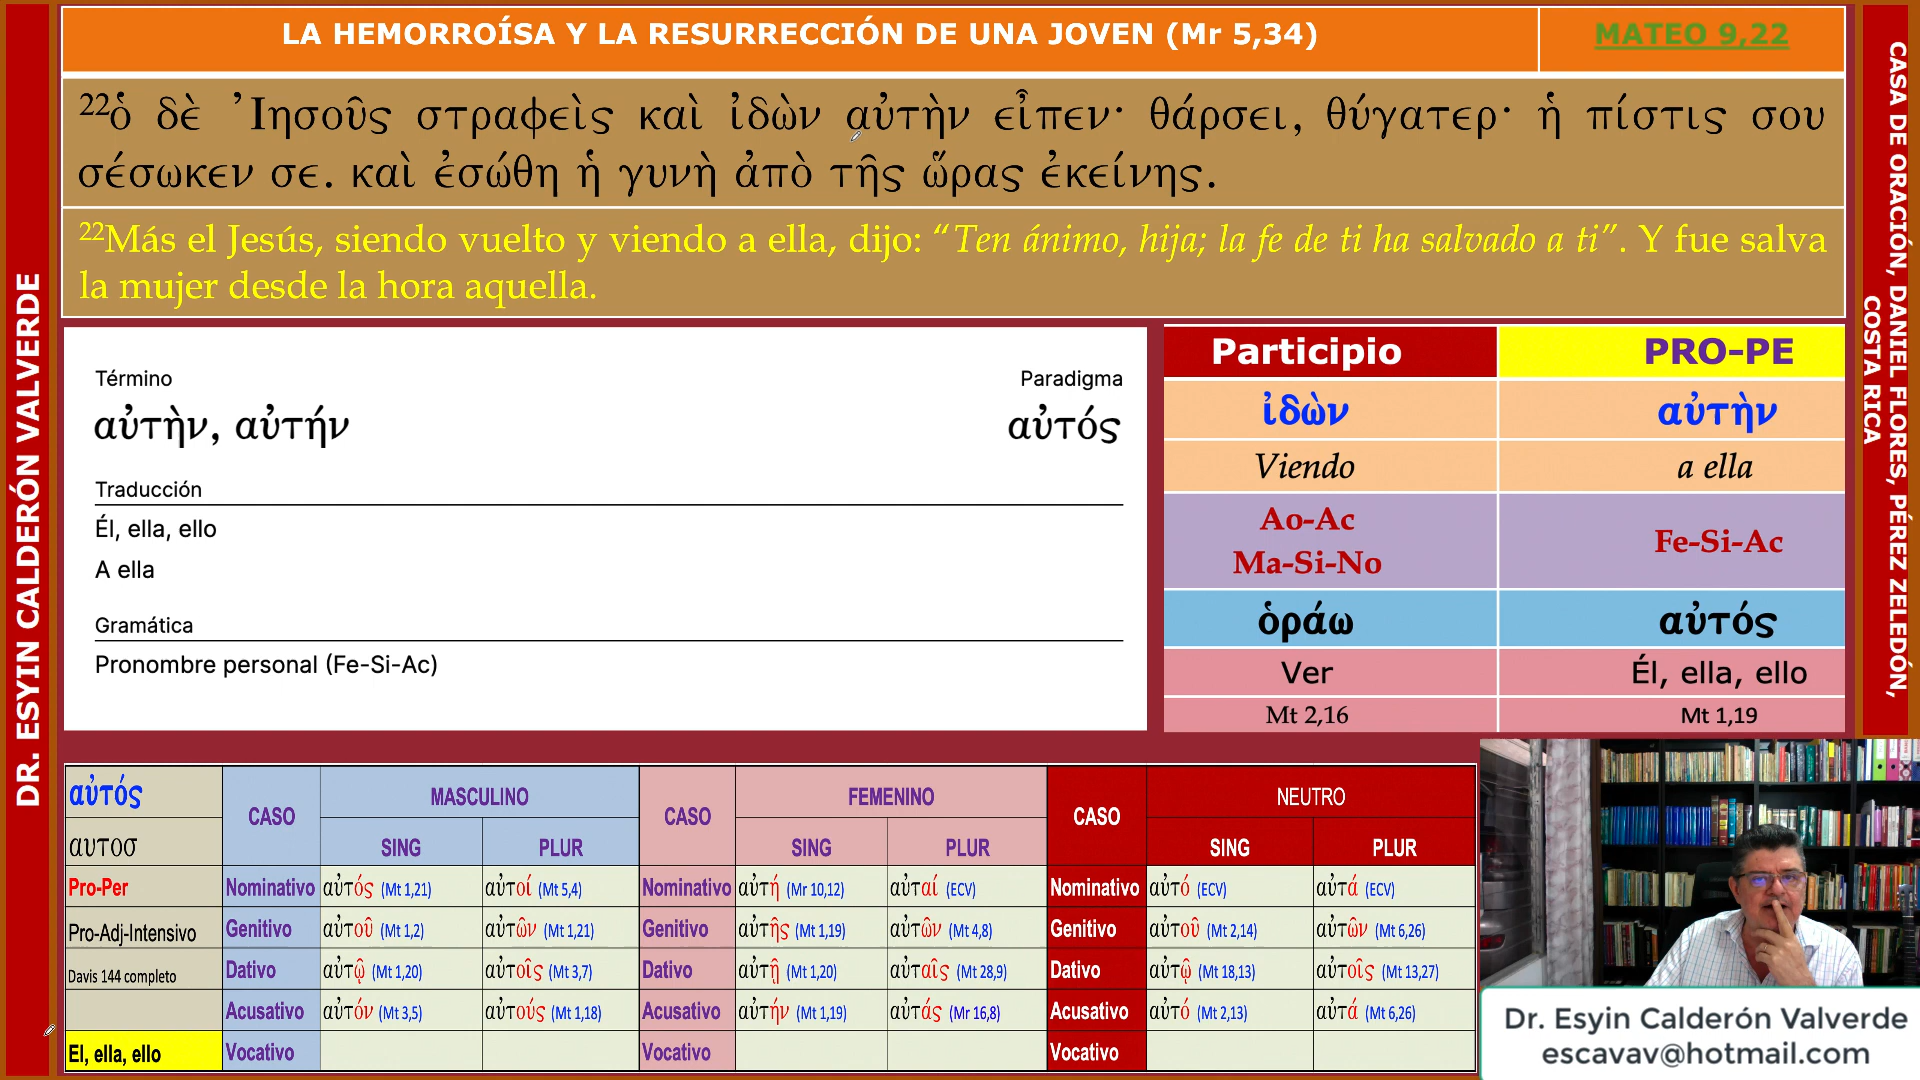 LA HEMORROÍSA Y LA RESURRECCIÓN DE UNA JOVEN (Mr 5,34)
MATEO 9,22
22ὁ δὲ Ἰησοῦς στραφεὶς καὶ ἰδὼν αὐτὴν εἶπεν· θάρσει, θύγατερ· ἡ πίστις σου
σέσωκεν σε. καὶ ἐσώθη ἡ γυνὴ ἀπὸ τῆς ὥρας ἐκείνης.
22Más el Jesús, siendo vuelto y viendo a ella, dijo: “Ten ánimo, hija; la fe de ti ha salvado a ti”. Y fue salva
la mujer desde la hora aquella.
DR. ESYIN CALDERÓN VALVERDE
CASA DE ORACIÓN, DANIEL FLORES, PÉREZ ZELEDÓN,
COSTA RICA
Término Paradigma
αὐτὴν, αὐτήν αὐτός
Traducción
Él, ella, ello
A ella
Gramática
Pronombre personal (Fe-Si-Ac)
Participio PRO-PE
ἰδὼν αὐτὴν
Viendo a ella
Ao-Ac
Ma-Si-No Fe-Si-Ac
ὁράω αὐτός
Ver Él, ella, ello
Mt 2,16 Mt 1,19
αὐτός CASO MASCULINO CASO FEMENINO CASO NEUTRO
αυτοσ SING PLUR SING PLUR SING PLUR
Pro-Per Nominativo αὐτός (Mt 1,21) αὐτοί (Mt 5,4) Nominativo αὐτή (Mr 10,12) αὐταί (ECV) Nominativo αὐτό (ECV) αὐτά (ECV)
Pro-Adj-Intensivo Genitivo αὐτοῦ (Mt 1,2) αὐτῶν (Mt 1,21) Genitivo αὐτῆς (Mt 1,19) αὐτῶν (Mt 4,8) Genitivo αὐτοῦ (Mt 2,14) αὐτῶν (Mt 6,26)
Davis 144 completo Dativo αὐτῷ (Mt 1,20) αὐτοῖς (Mt 3,7) Dativo αὐτῇ (Mt 1,20) αὐταῖς (Mt 28,9) Dativo αὐτῷ (Mt 18,13) αὐτοῖς (Mt 13,27)
Acusativo αὐτόν (Mt 3,5) αὐτούς (Mt 1,18) Acusativo αὐτήν (Mt 1,19) αὐτάς (Mr 16,8) Acusativo αὐτό (Mt 2,13) αὐτά (Mt 6,26)
El, ella, ello Vocativo Vocativo Vocativo
Dr. Esyin Calderón Valverde
escavav@hotmail.com